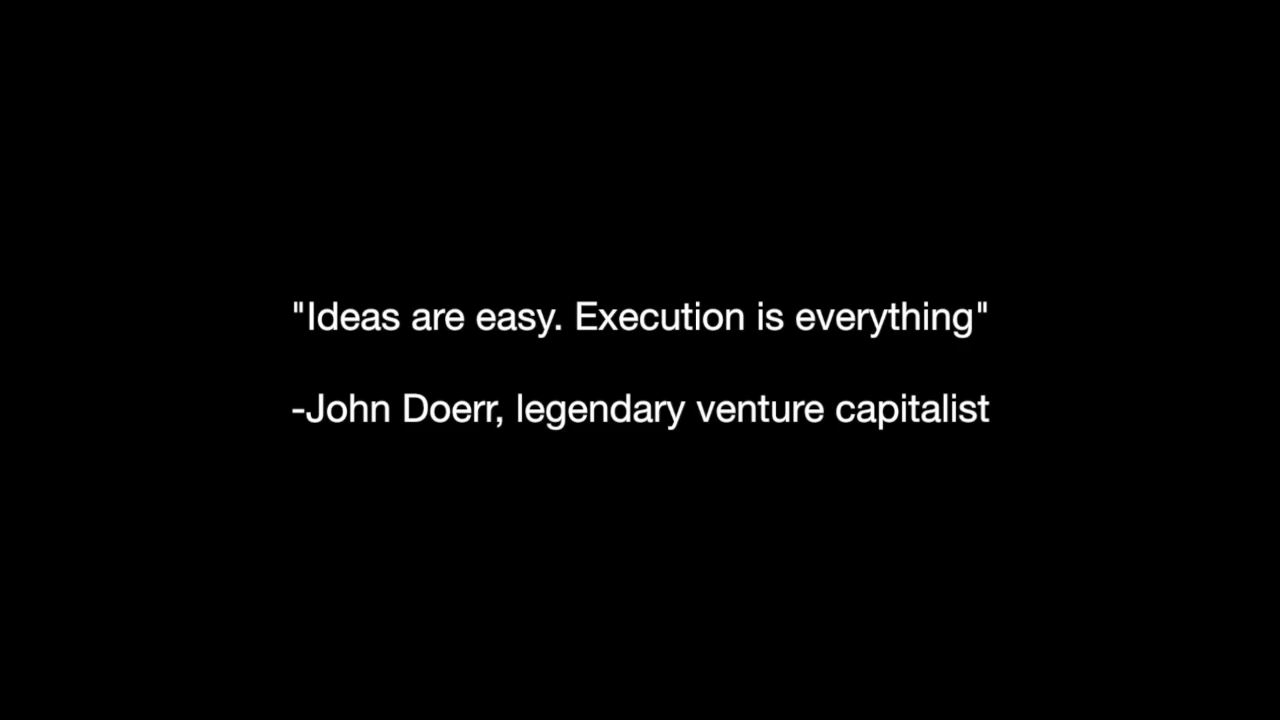 "Ideas are easy. Execution is everything"
-John Doerr, legendary venture capitalist